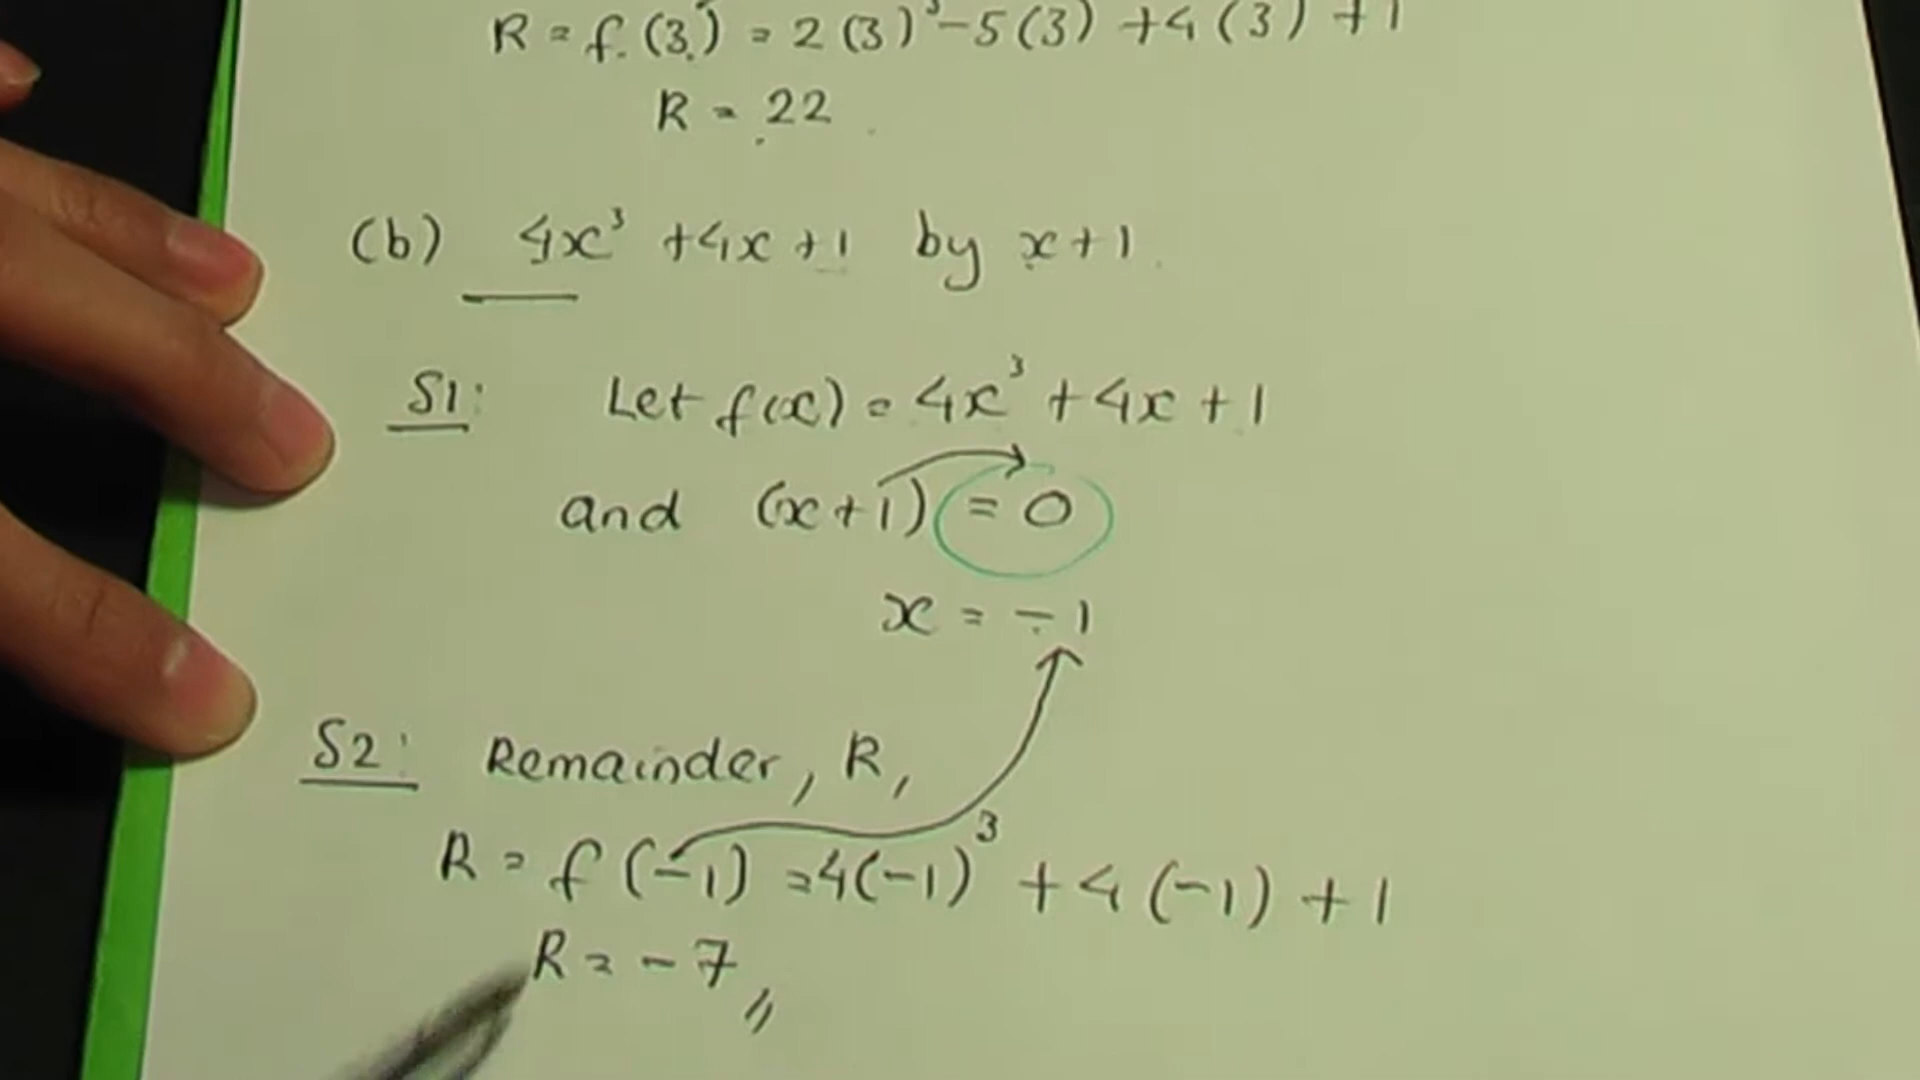 R = f(3) = 2(3)³ - 5(3) + 4(3) + 1
R = 22
(b) 4x³ + 4x + 1 by x + 1
S1: Let f(x) = 4x³ + 4x + 1
and (x + 1) = 0
x = -1
S2: Remainder, R,
R = f(-1) = 4(-1)³ + 4(-1) + 1
R = -7